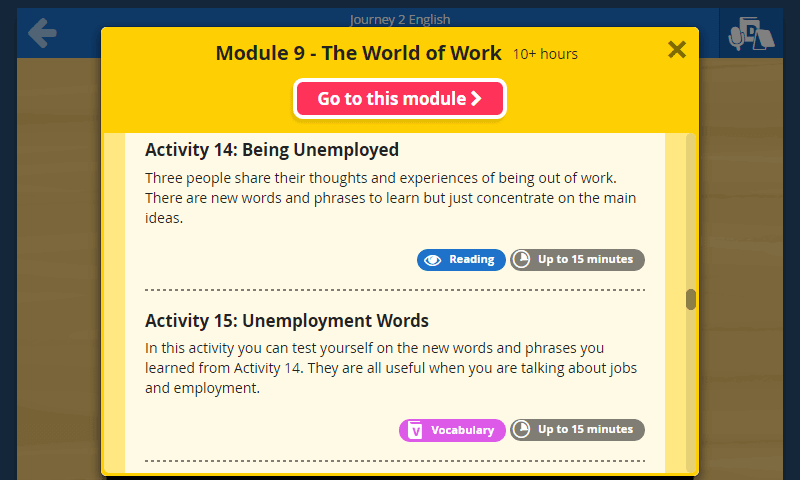 Journey 2 English
Module 9 - The World of Work 10+ hours
Go to this module
Activity 14: Being Unemployed
Three people share their thoughts and experiences of being out of work.
There are new words and phrases to learn but just concentrate on the main
ideas.
Reading Up to 15 minutes
Activity 15: Unemployment Words
In this activity you can test yourself on the new words and phrases you
learned from Activity 14. They are all useful when you are talking about jobs
and employment.
V Vocabulary Up to 15 minutes